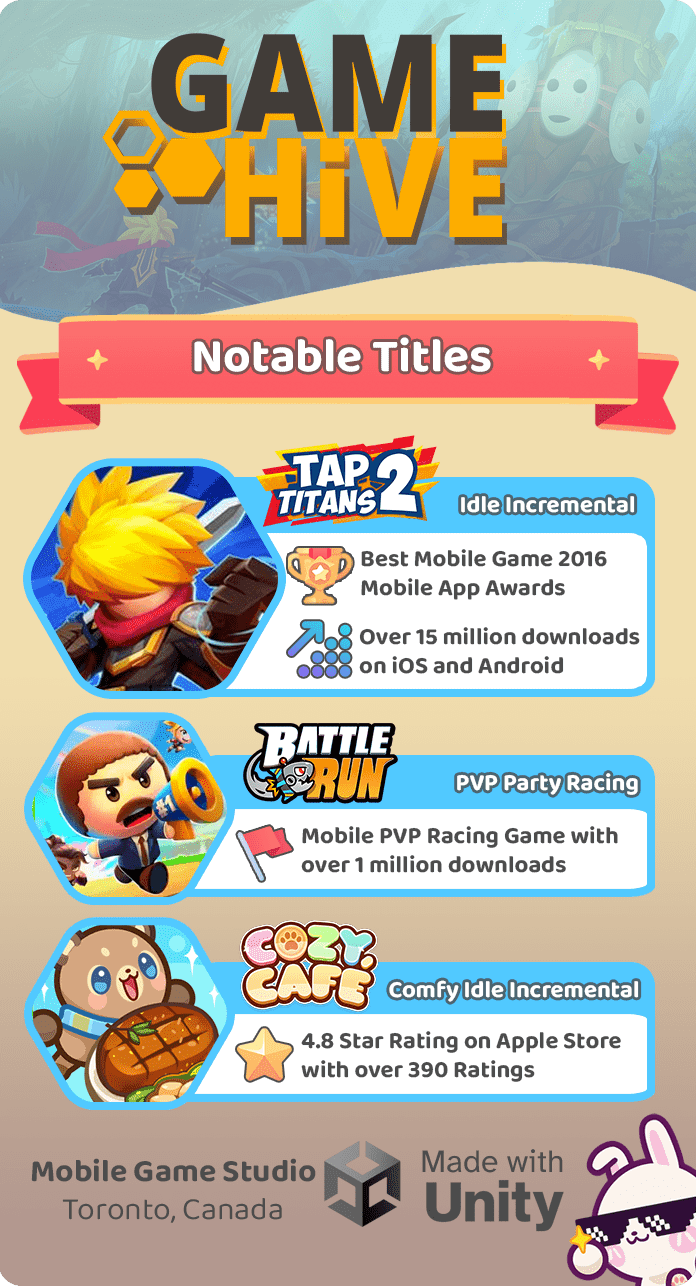 GAME
HiVE
Notable Titles
TAP
TITANS 2
Idle Incremental
Best Mobile Game 2016
Mobile App Awards
Over 15 million downloads
on iOS and Android
BATTLE
RUN
PVP Party Racing
Mobile PVP Racing Game with
over 1 million downloads
COZY
CAFÉ
Comfy Idle Incremental
4.8 Star Rating on Apple Store
with over 390 Ratings
Mobile Game Studio
Toronto, Canada
Made with
Unity